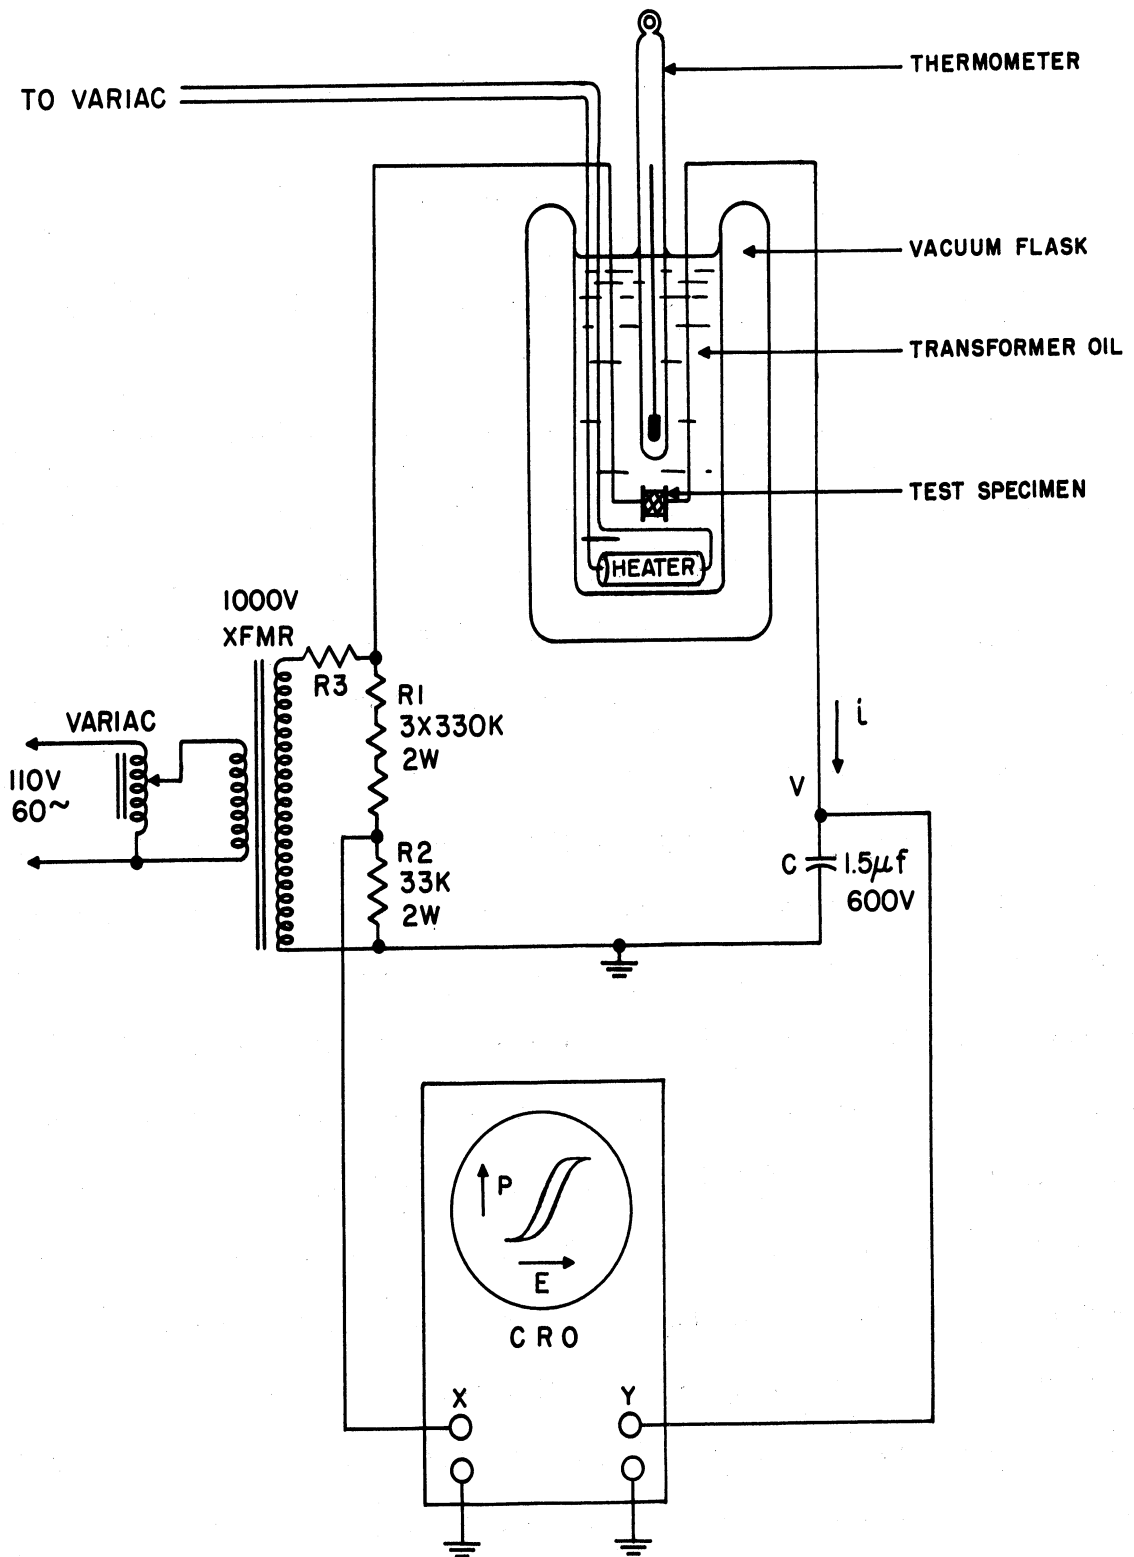 THERMOMETER
TO VARIAC
VACUUM FLASK
TRANSFORMER OIL
TEST SPECIMEN
HEATER
1000V
XFMR
R3
R1
3X330K
2W
VARIAC
110V
60~
i
V
R2
33K
2W
C 1.5µf
600V
P
E
CRO
X
Y